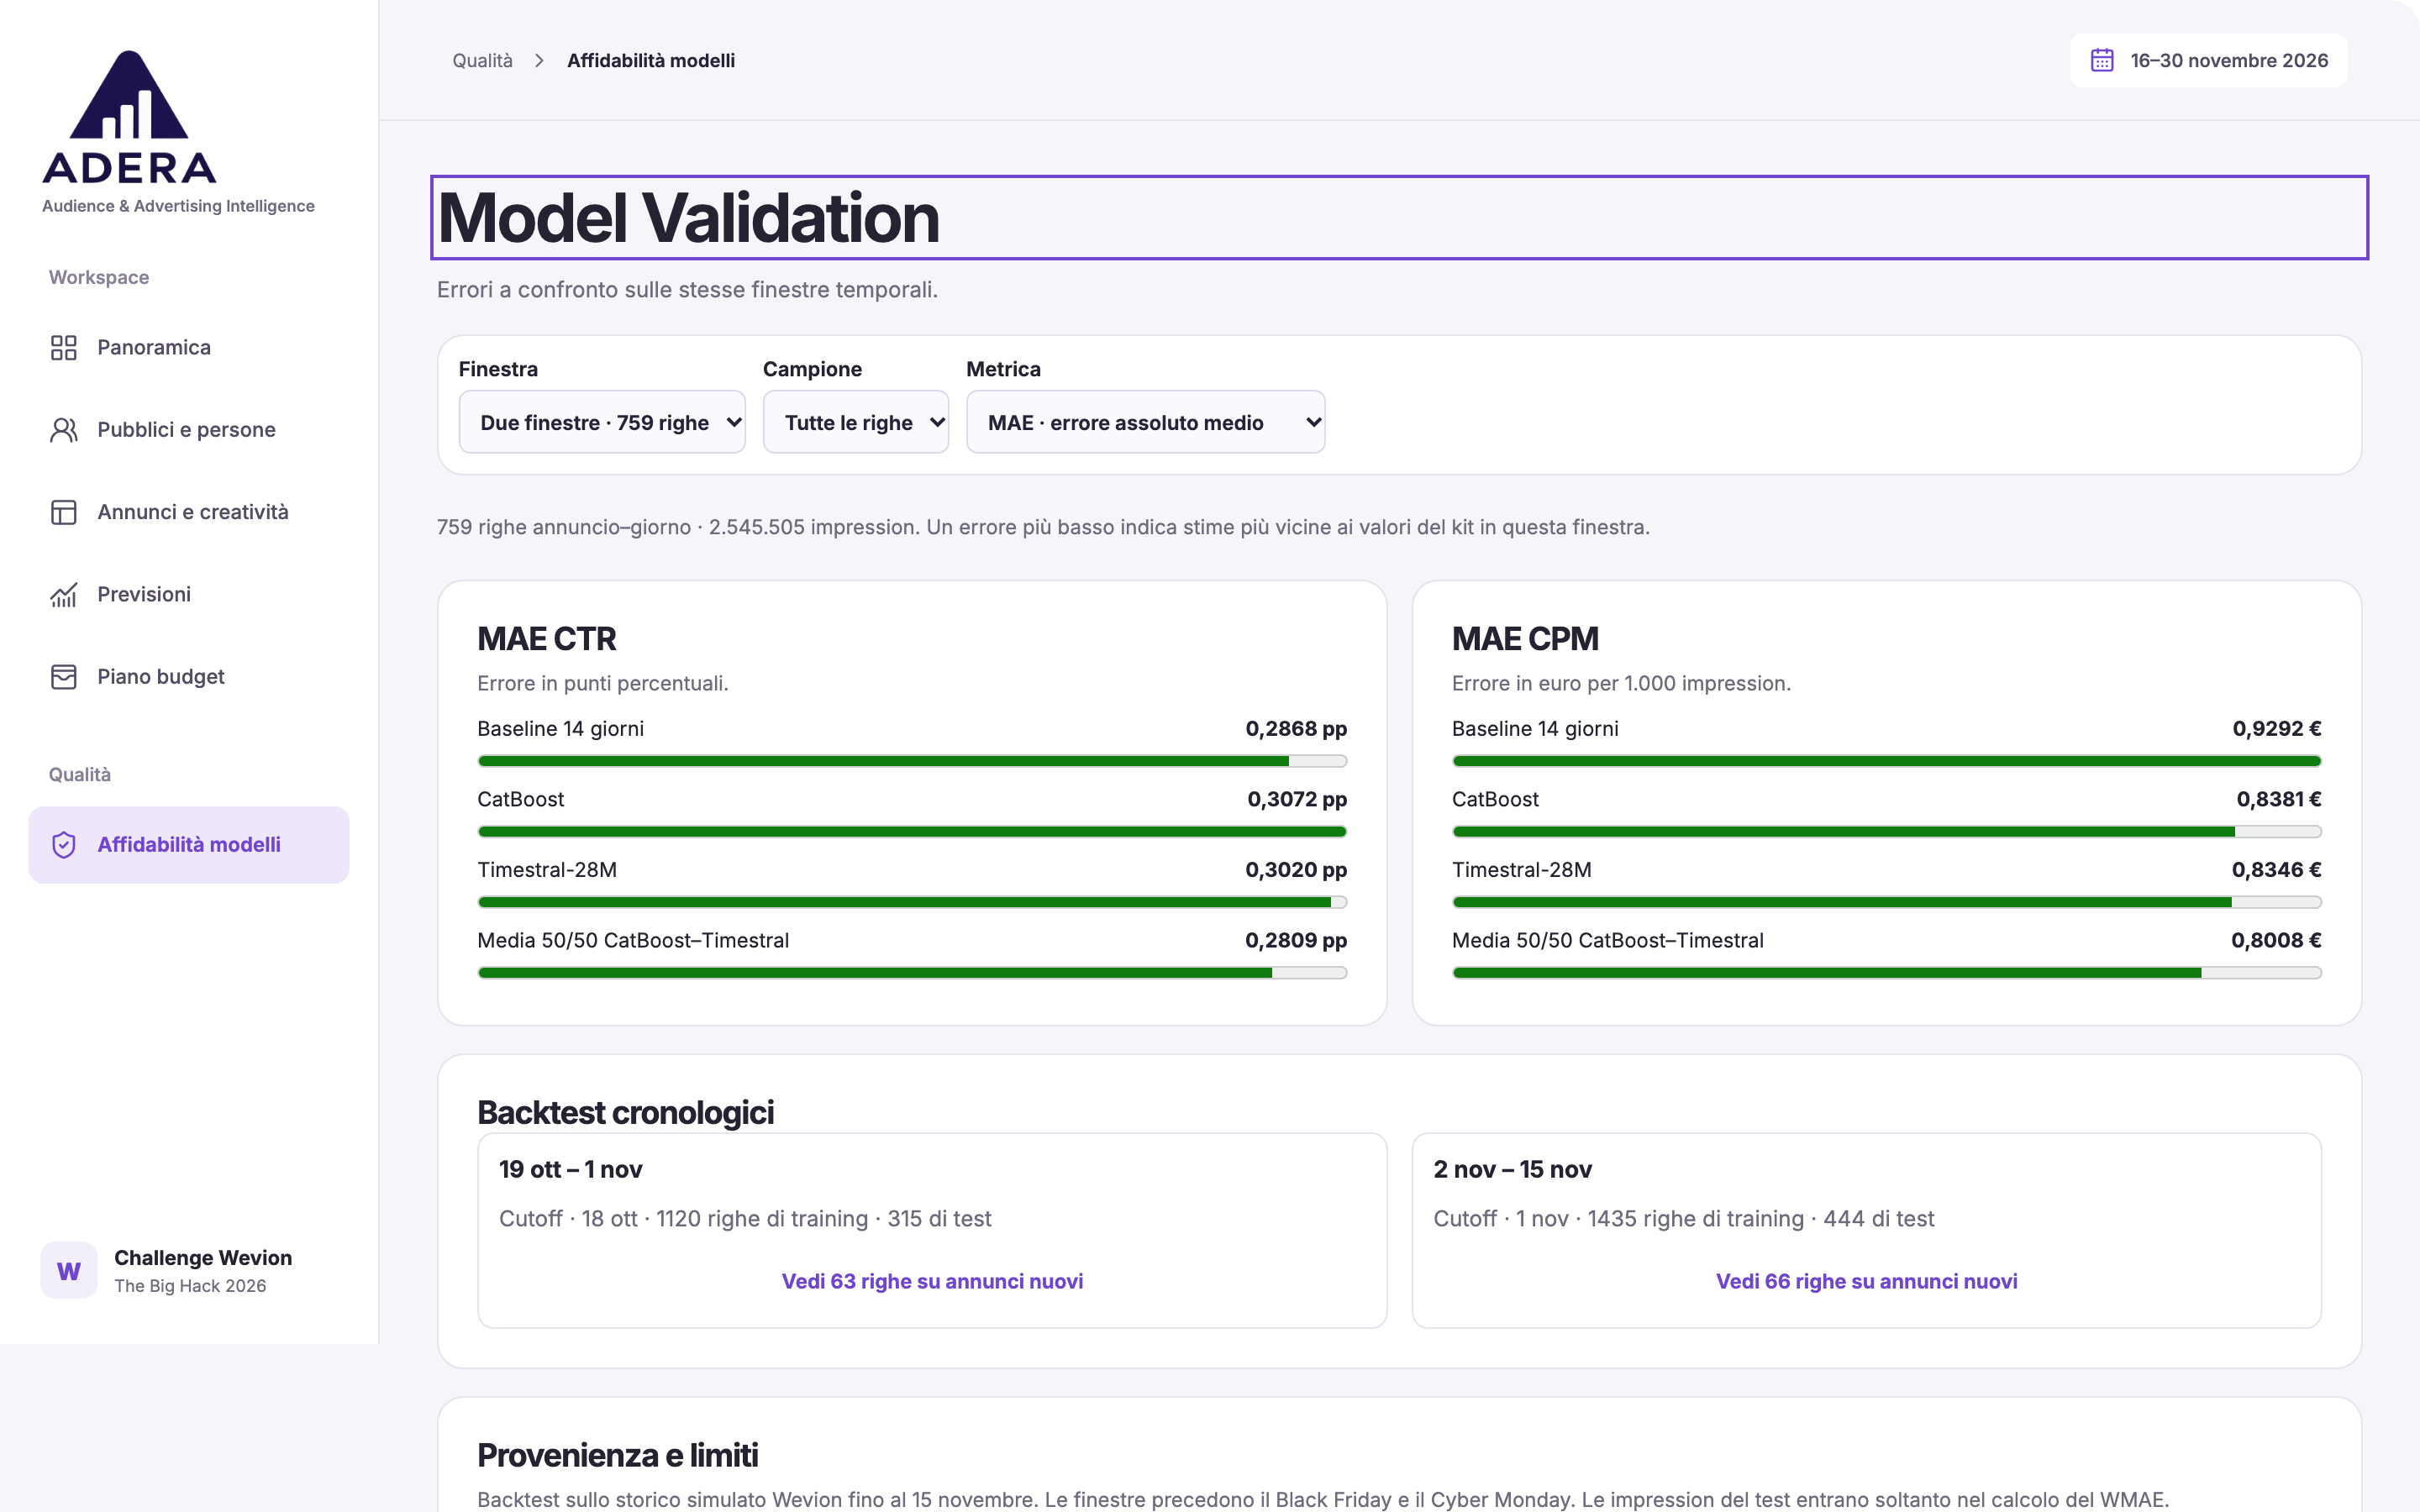 ADERA
Audience & Advertising Intelligence
Workspace
Panoramica
Pubblici e persone
Annunci e creatività
Previsioni
Piano budget
Qualità
Affidabilità modelli
W
Challenge Wevion
The Big Hack 2026
Qualità > Affidabilità modelli
16–30 novembre 2026
Model Validation
Errori a confronto sulle stesse finestre temporali.
Finestra Campione Metrica
Due finestre · 759 righe Tutte le righe MAE · errore assoluto medio
759 righe annuncio–giorno · 2.545.505 impression. Un errore più basso indica stime più vicine ai valori del kit in questa finestra.
MAE CTR
Errore in punti percentuali.
Baseline 14 giorni 0,2868 pp
CatBoost 0,3072 pp
Timestral-28M 0,3020 pp
Media 50/50 CatBoost–Timestral 0,2809 pp
MAE CPM
Errore in euro per 1.000 impression.
Baseline 14 giorni 0,9292 €
CatBoost 0,8381 €
Timestral-28M 0,8346 €
Media 50/50 CatBoost–Timestral 0,8008 €
Backtest cronologici
19 ott – 1 nov
Cutoff · 18 ott · 1120 righe di training · 315 di test
Vedi 63 righe su annunci nuovi
2 nov – 15 nov
Cutoff · 1 nov · 1435 righe di training · 444 di test
Vedi 66 righe su annunci nuovi
Provenienza e limiti
Backtest sullo storico simulato Wevion fino al 15 novembre. Le finestre precedono il Black Friday e il Cyber Monday. Le impression del test entrano soltanto nel calcolo del WMAE.